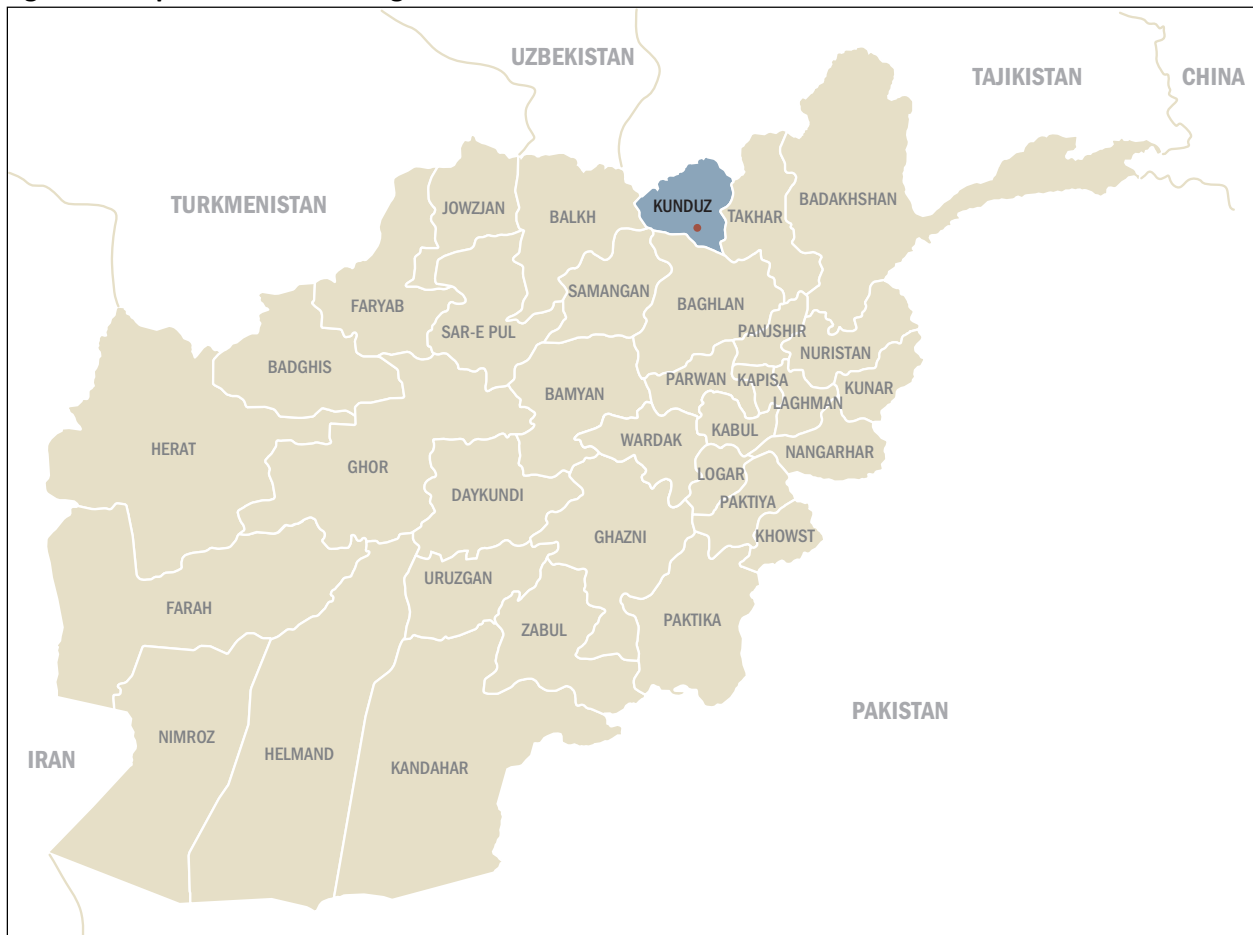 UZBEKISTAN
TAJIKISTAN
CHINA
TURKMENISTAN
JOWZJAN
BALKH
KUNDUZ
TAKHAR
BADAKHSHAN
FARYAB
SAMANGAN
BAGHLAN
SAR-E PUL
PANJSHIR
BADGHIS
NURISTAN
BAMYAN
PARWAN
KAPISA
KUNAR
LAGHMAN
HERAT
GHOR
WARDAK
KABUL
NANGARHAR
DAYKUNDI
LOGAR
PAKTIYA
GHAZNI
KHOWST
URUZGAN
FARAH
ZABUL
PAKTIKA
PAKISTAN
NIMROZ
IRAN
HELMAND
KANDAHAR